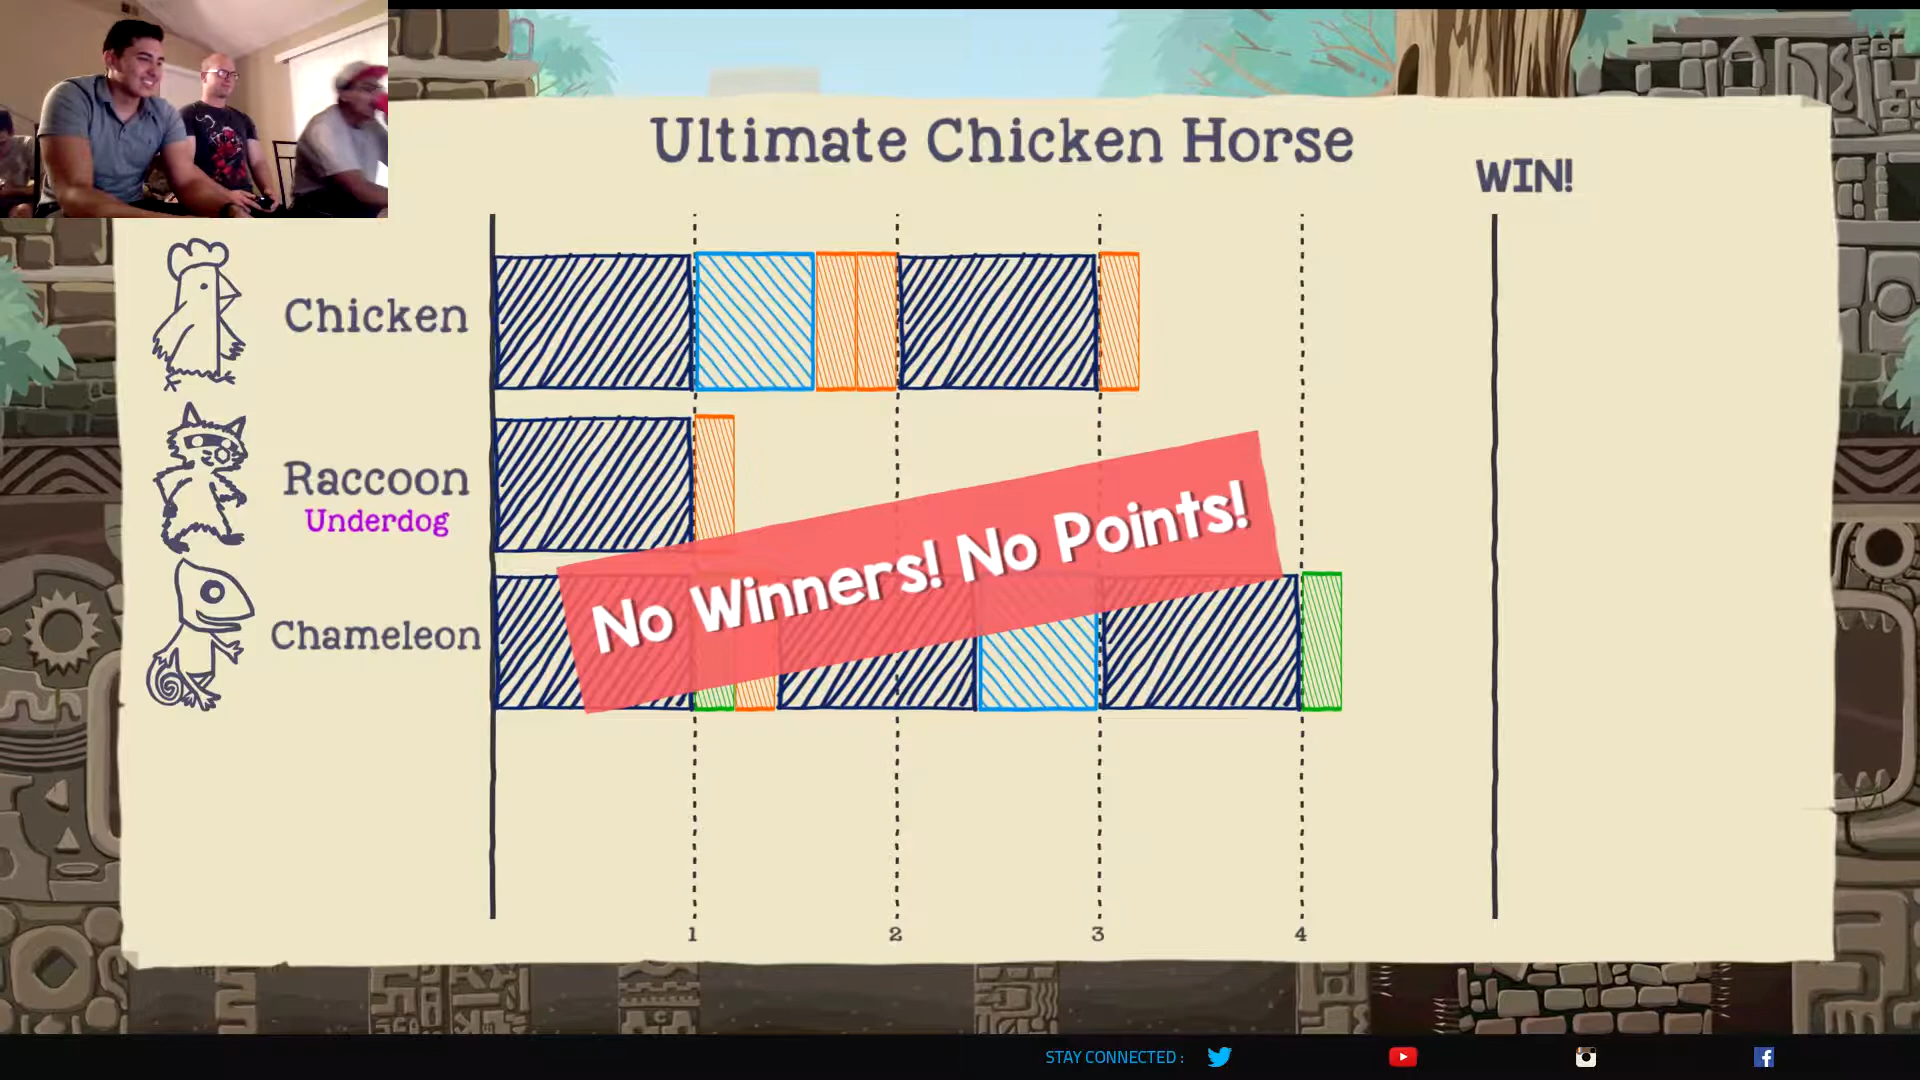 Ultimate Chicken Horse
WIN!
Chicken
Raccoon
Underdog
No Winners! No Points!
Chameleon
1 2 3 4
STAY CONNECTED :